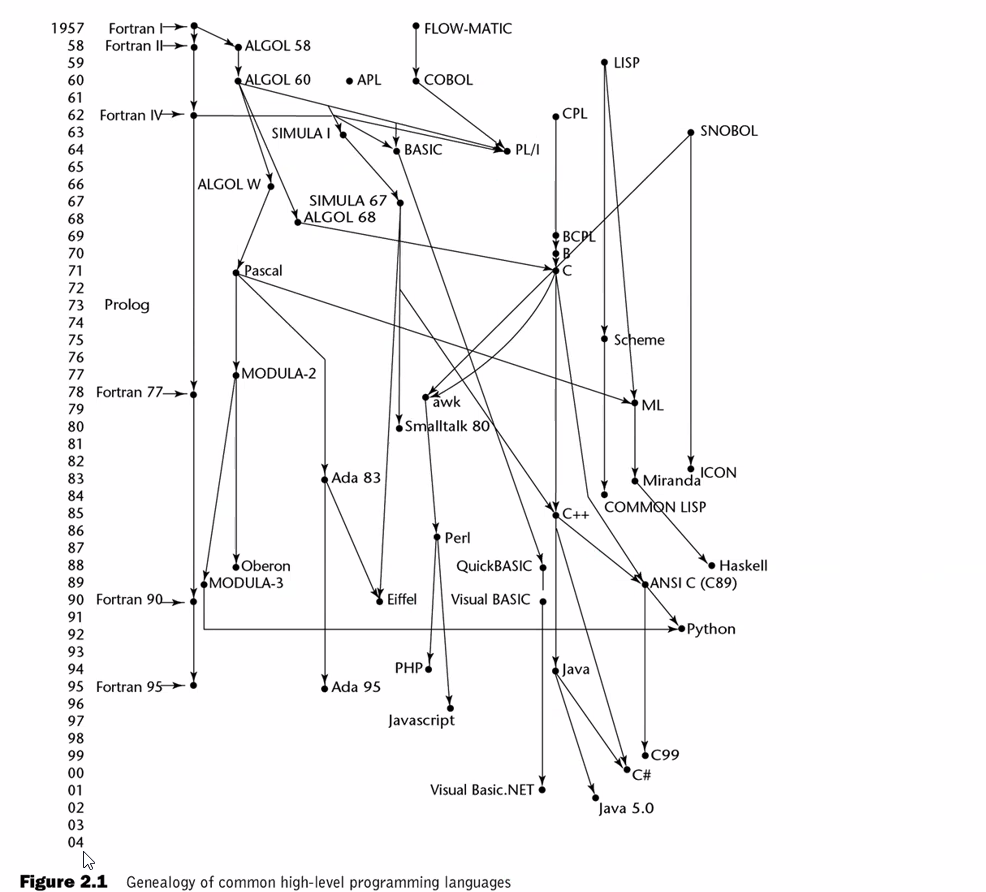 1957 Fortran I FLOW-MATIC
58 Fortran II ALGOL 58
59 LISP
60 ALGOL 60 APL COBOL
61
62 Fortran IV CPL
63 SIMULA I SNOBOL
64 BASIC PL/I
65
66 ALGOL W
67 SIMULA 67
68 ALGOL 68
69 BCPL
70 B
71 Pascal C
72
73 Prolog
74
75 Scheme
76
77 MODULA-2
78 Fortran 77 awk
79 ML
80 Smalltalk 80
81
82 ICON
83 Ada 83 Miranda
84 COMMON LISP
85 C++
86 Perl
87
88 Oberon QuickBASIC Haskell
89 MODULA-3 ANSI C (C89)
90 Fortran 90 Eiffel Visual BASIC
91
92 Python
93
94 PHP Java
95 Fortran 95 Ada 95
96
97 Javascript
98
99 C99
00 C#
01 Visual Basic.NET
02 Java 5.0
03
04
Figure 2.1 Genealogy of common high-level programming languages